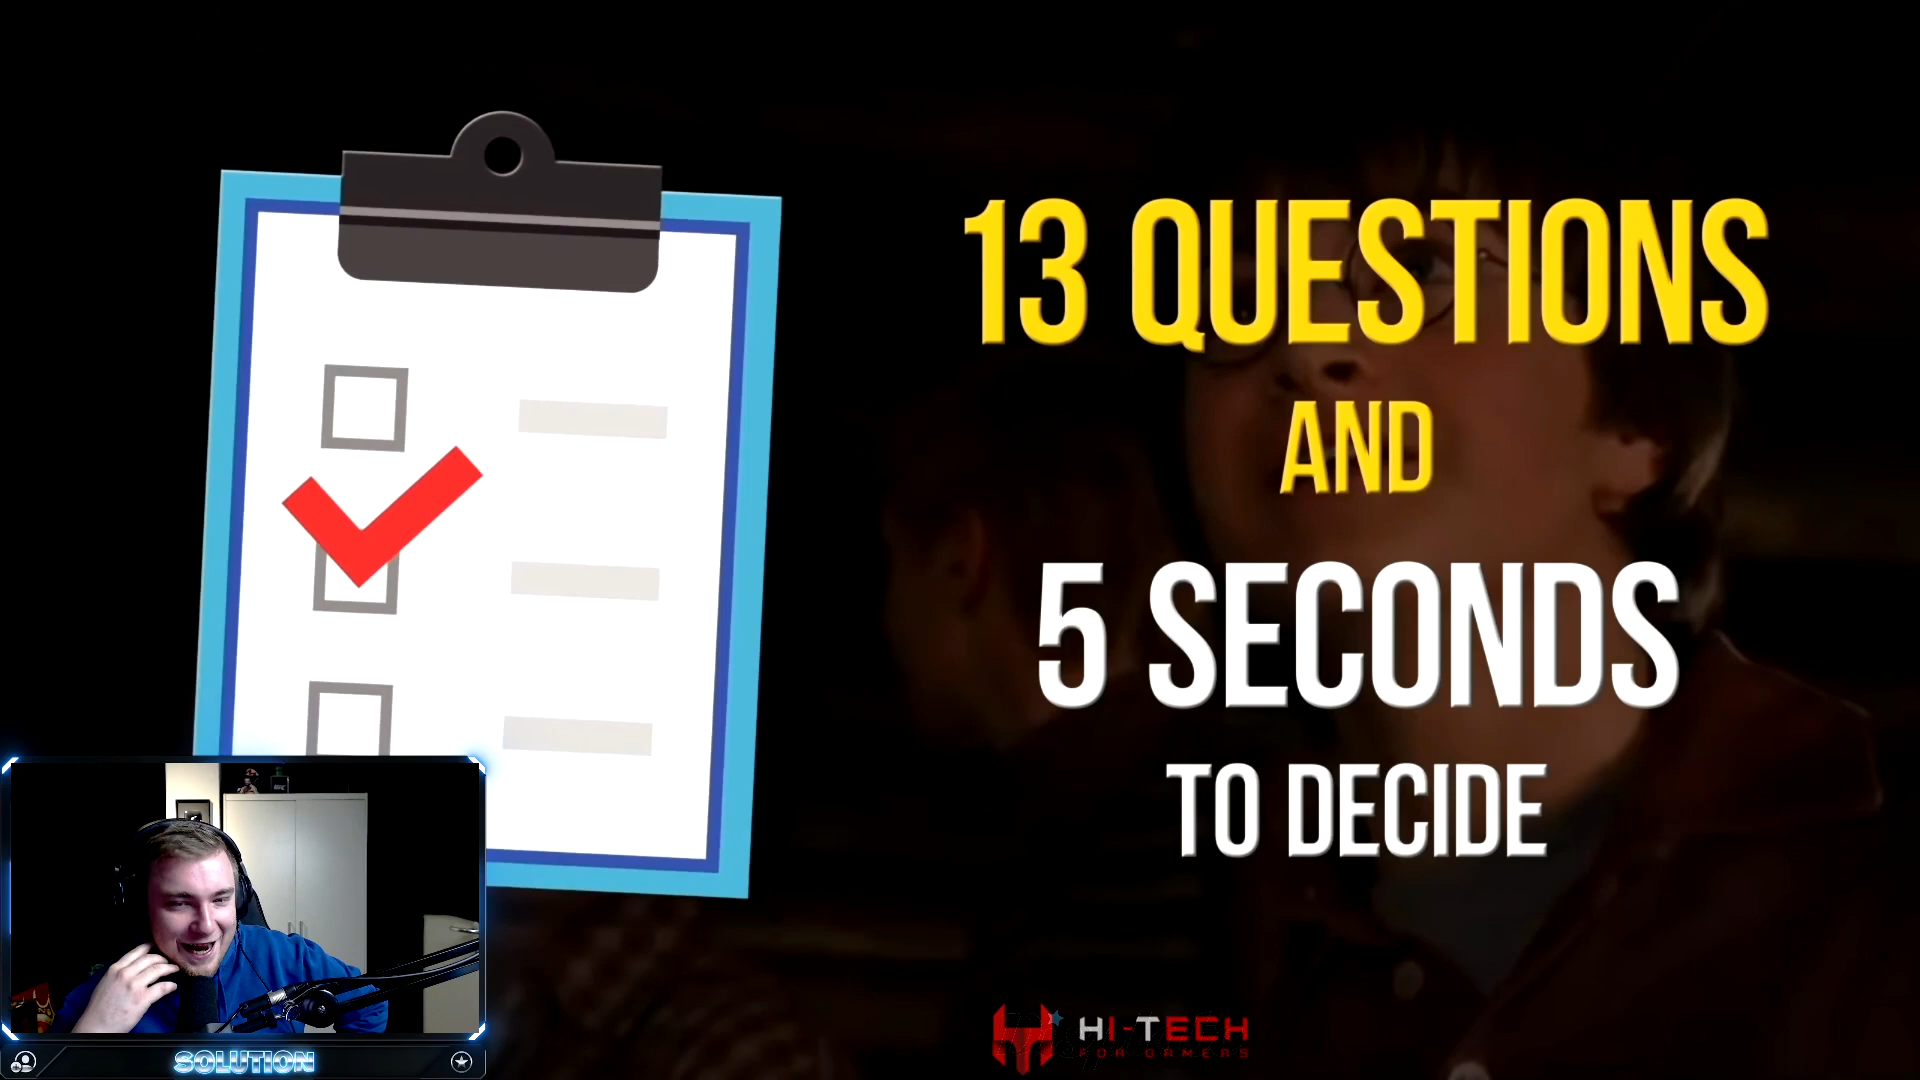 13 QUESTIONS
AND
5 SECONDS
TO DECIDE
SOLUTION
HI-TECH
FOR GAMERS